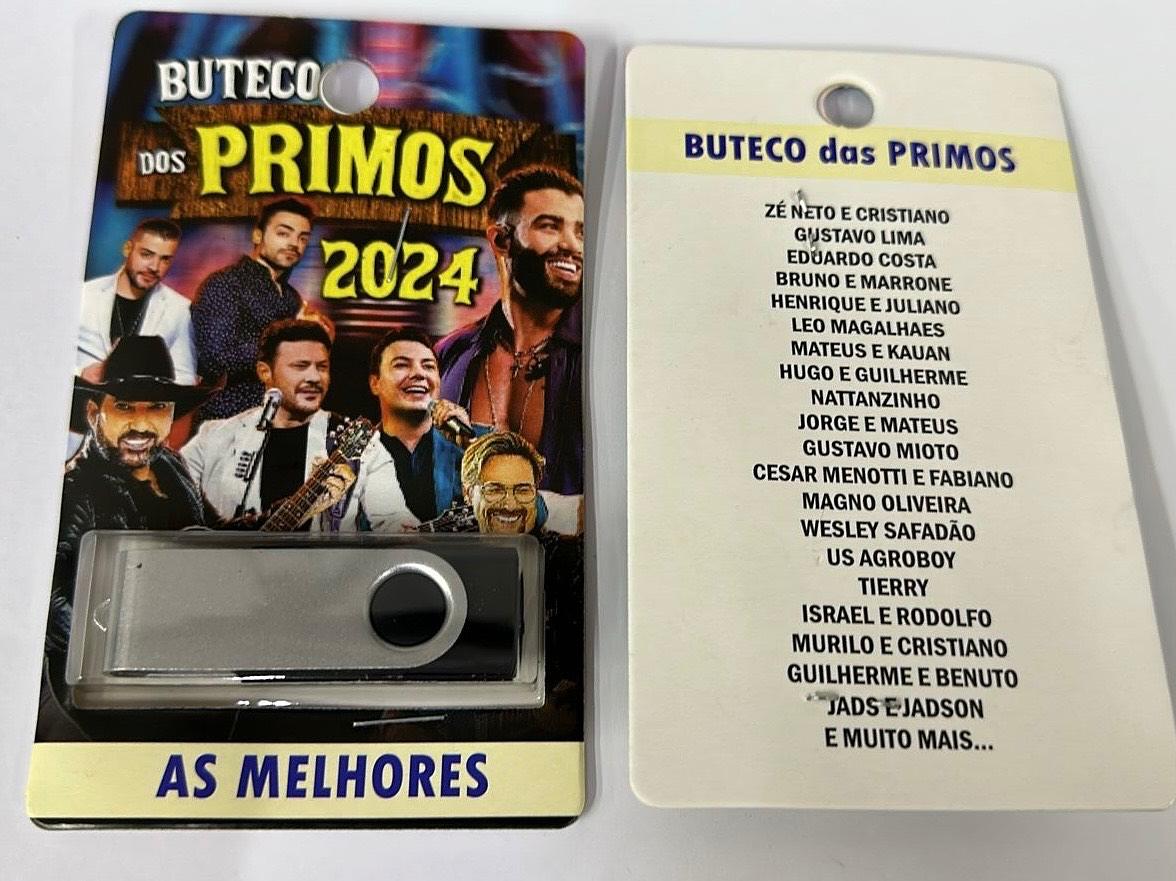 BUTECO
DOS PRIMOS
2024
AS MELHORES
BUTECO das PRIMOS
ZÉ NETO E CRISTIANO
GUSTAVO LIMA
EDUARDO COSTA
BRUNO E MARRONE
HENRIQUE E JULIANO
LEO MAGALHAES
MATEUS E KAUAN
HUGO E GUILHERME
NATTANZINHO
JORGE E MATEUS
GUSTAVO MIOTO
CESAR MENOTTI E FABIANO
MAGNO OLIVEIRA
WESLEY SAFADÃO
US AGROBOY
TIERRY
ISRAEL E RODOLFO
MURILO E CRISTIANO
GUILHERME E BENUTO
JADS E JADSON
E MUITO MAIS...